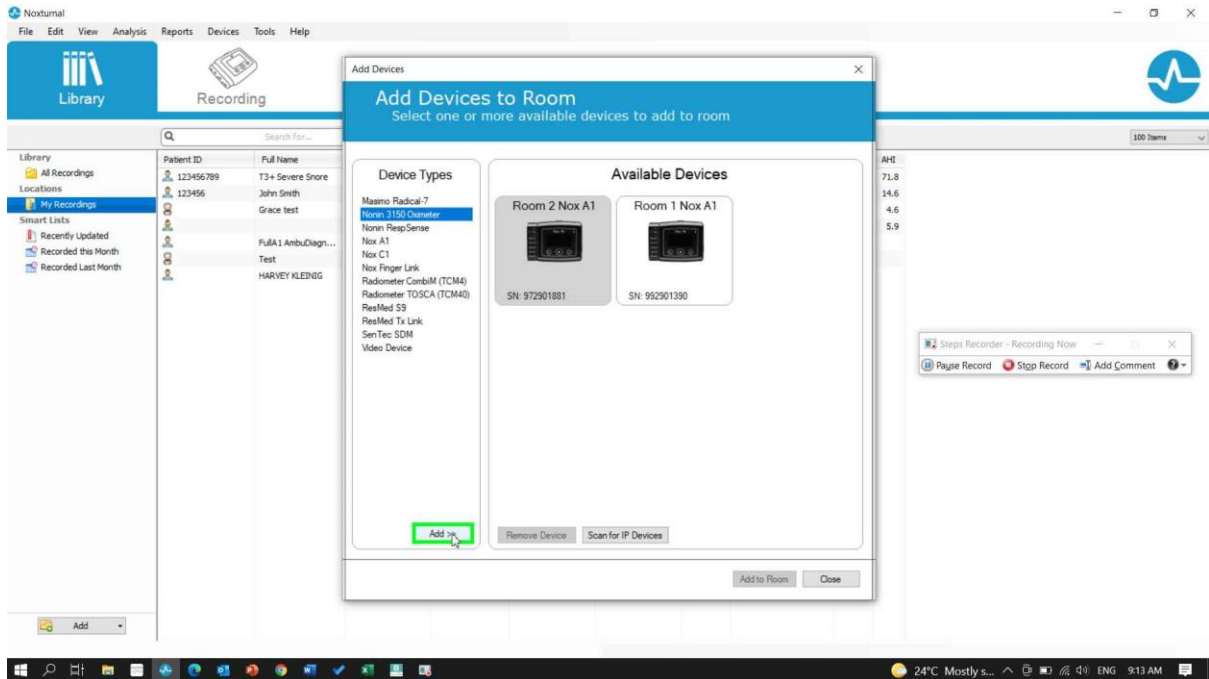 Noxturnal
File Edit View Analysis Reports Devices Tools Help
Library
Recording
Search for...
100 Items
Library
All Recordings
Locations
My Recordings
Smart Lists
Recently Updated
Recorded this Month
Recorded Last Month
Patient ID Full Name
123456789 T3+ Severe Snore
123456 John Smith
Grace test
FullA1 AmbuDiagn...
Test
HARVEY KLEINIG
AHI
71.8
14.6
4.6
5.9
Add Devices
Add Devices to Room
Select one or more available devices to add to room
Device Types
Masimo Radical-7
Nonin 3150 Oximeter
Nonin RespSense
Nox A1
Nox C1
Nox Finger Link
Radiometer CombiM (TCM4)
Radiometer TOSCA (TCM40)
ResMed S9
ResMed Tx Link
SenTec SDM
Video Device
Add >>
Available Devices
Room 2 Nox A1
SN: 972901881
Room 1 Nox A1
SN: 992901390
Remove Device Scan for IP Devices
Add to Room Close
Steps Recorder - Recording Now
Pause Record Stop Record Add Comment
Add
24°C Mostly s... ENG 9:13 AM